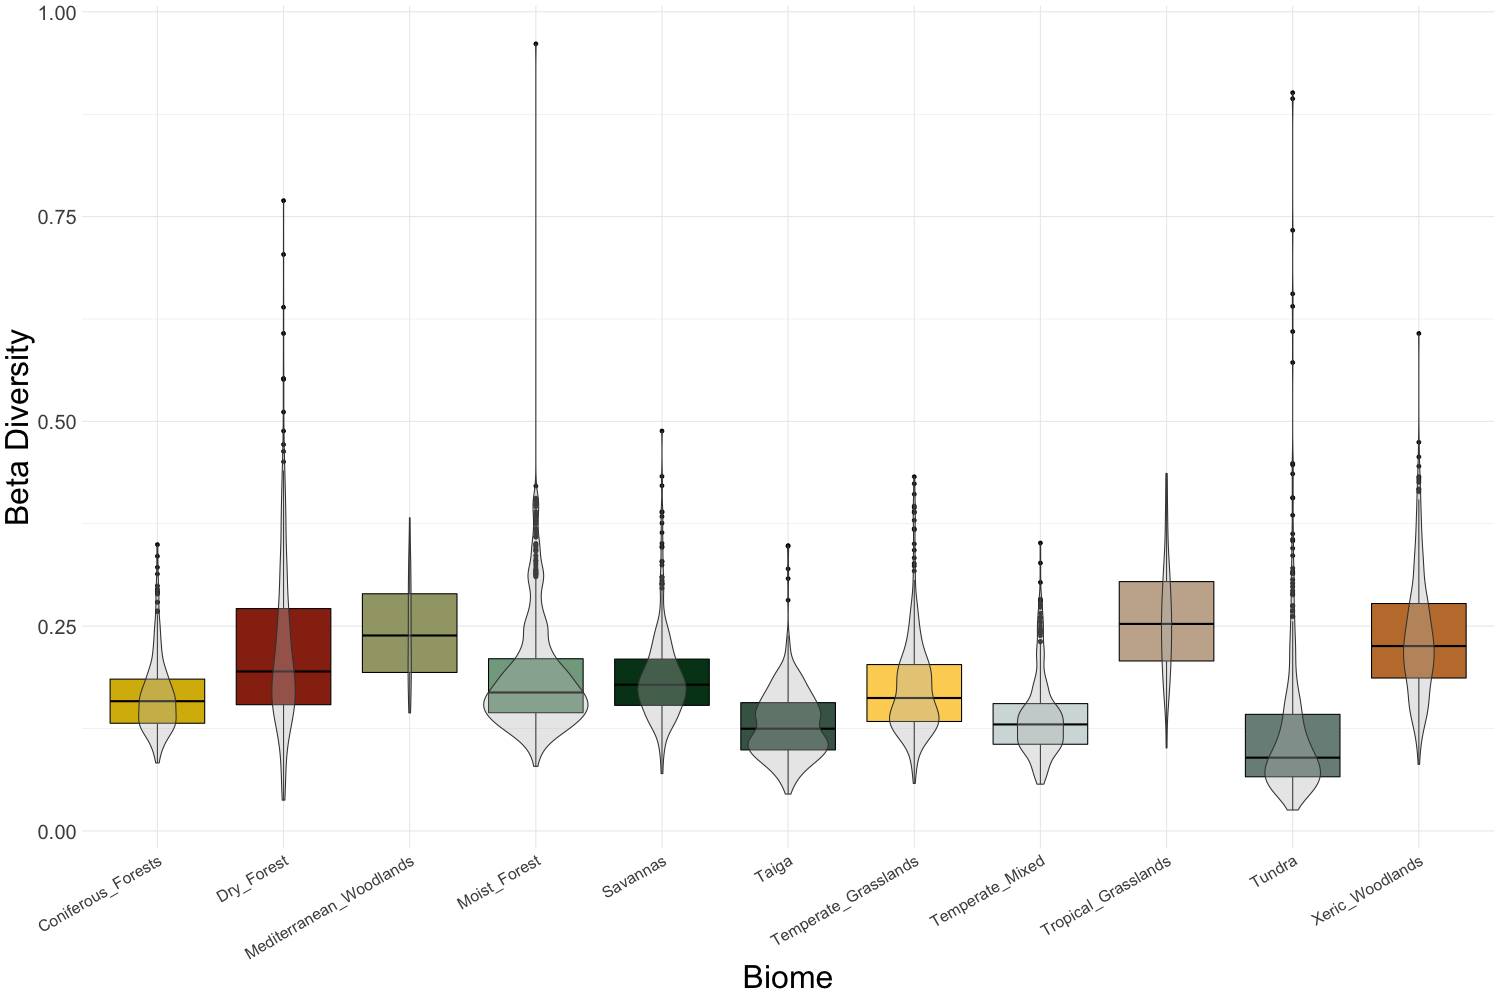 1.00
0.75
0.50
0.25
0.00
Beta Diversity
Coniferous_Forests
Dry_Forest
Mediterranean_Woodlands
Moist_Forest
Savannas
Taiga
Temperate_Grasslands
Temperate_Mixed
Tropical_Grasslands
Tundra
Xeric_Woodlands
Biome